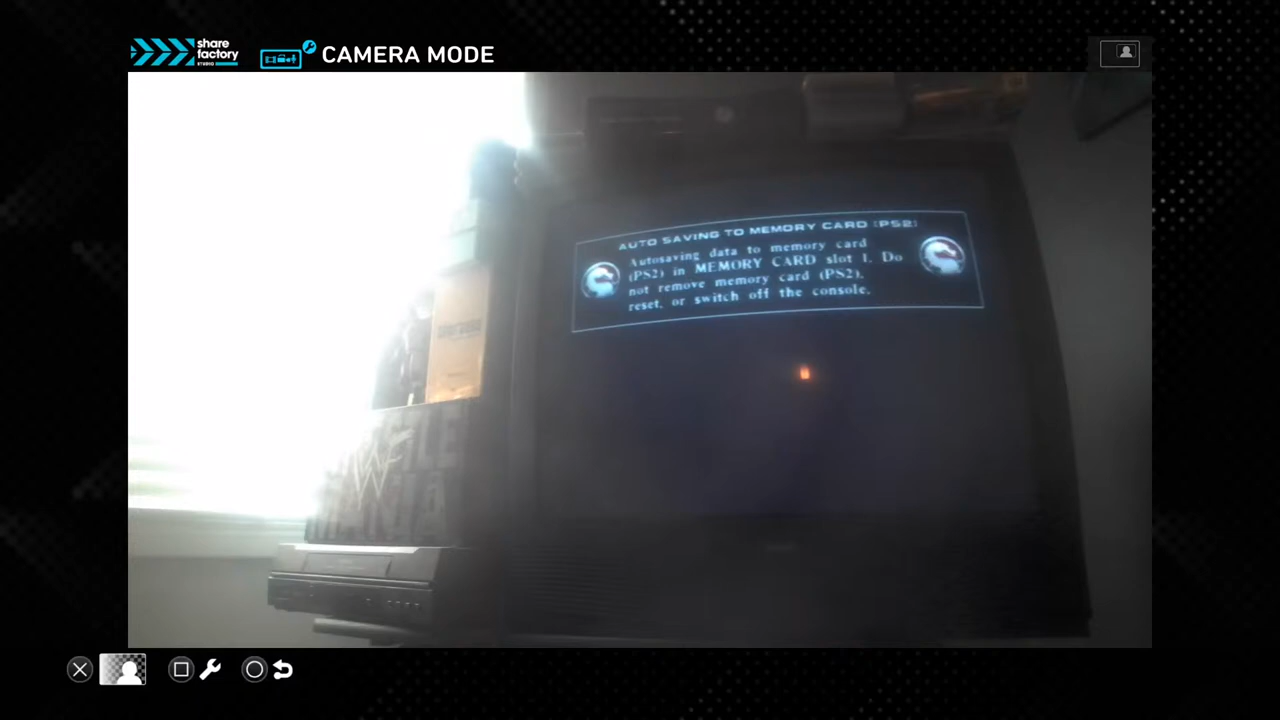 share
factory
STUDIO
CAMERA MODE
AUTO SAVING TO MEMORY CARD (PS2)
Autosaving data to memory card
(PS2) in MEMORY CARD slot 1. Do
not remove memory card (PS2),
reset, or switch off the console.